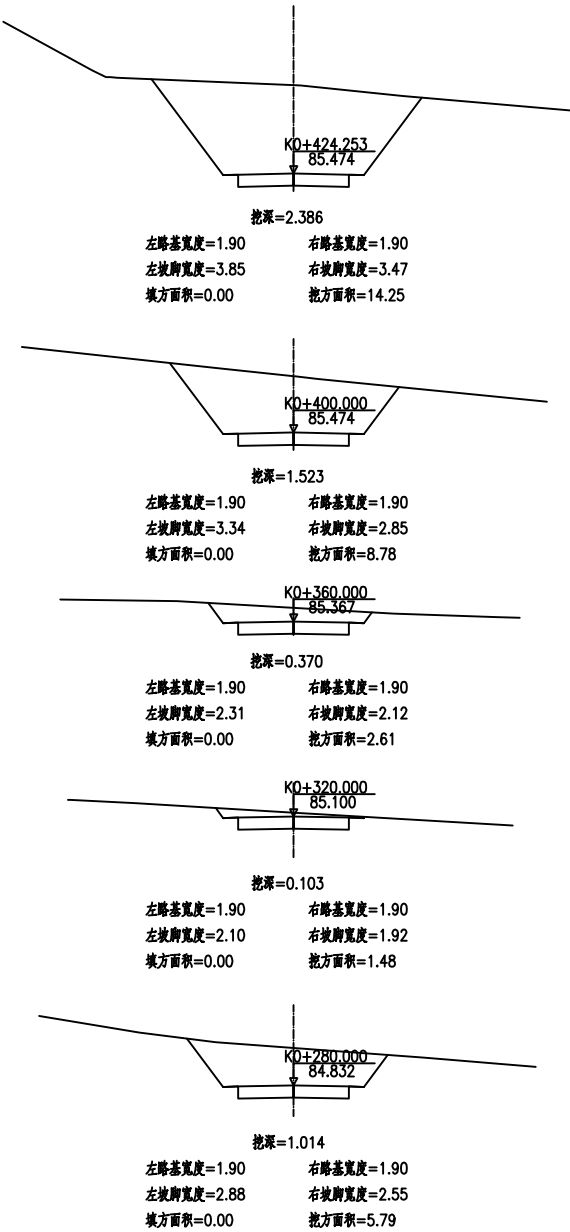 K0+424.253
85.474
挖深=2.386
左路基宽度=1.90 右路基宽度=1.90
左坡脚宽度=3.85 右坡脚宽度=3.47
填方面积=0.00 挖方面积=14.25
K0+400.000
85.474
挖深=1.523
左路基宽度=1.90 右路基宽度=1.90
左坡脚宽度=3.34 右坡脚宽度=2.85
填方面积=0.00 挖方面积=8.78
K0+360.000
85.367
挖深=0.370
左路基宽度=1.90 右路基宽度=1.90
左坡脚宽度=2.31 右坡脚宽度=2.12
填方面积=0.00 挖方面积=2.61
K0+320.000
85.100
挖深=0.103
左路基宽度=1.90 右路基宽度=1.90
左坡脚宽度=2.10 右坡脚宽度=1.92
填方面积=0.00 挖方面积=1.48
K0+280.000
84.832
挖深=1.014
左路基宽度=1.90 右路基宽度=1.90
左坡脚宽度=2.88 右坡脚宽度=2.55
填方面积=0.00 挖方面积=5.79